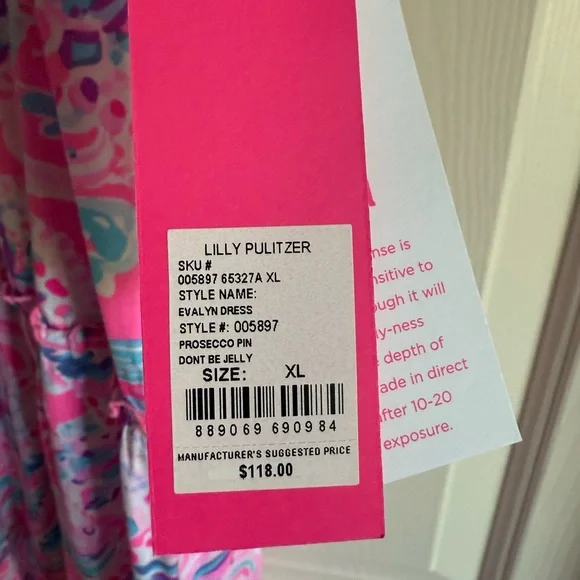 LILLY PULITZER
SKU #
005897 65327A XL
STYLE NAME:
EVALYN DRESS
STYLE #: 005897
PROSECCO PIN
DONT BE JELLY
SIZE: XL
889069 690984
MANUFACTURER'S SUGGESTED PRICE
$118.00
nse is
nsitive to
ough it will
y-ness
depth of
ade in direct
fter 10-20
exposure.